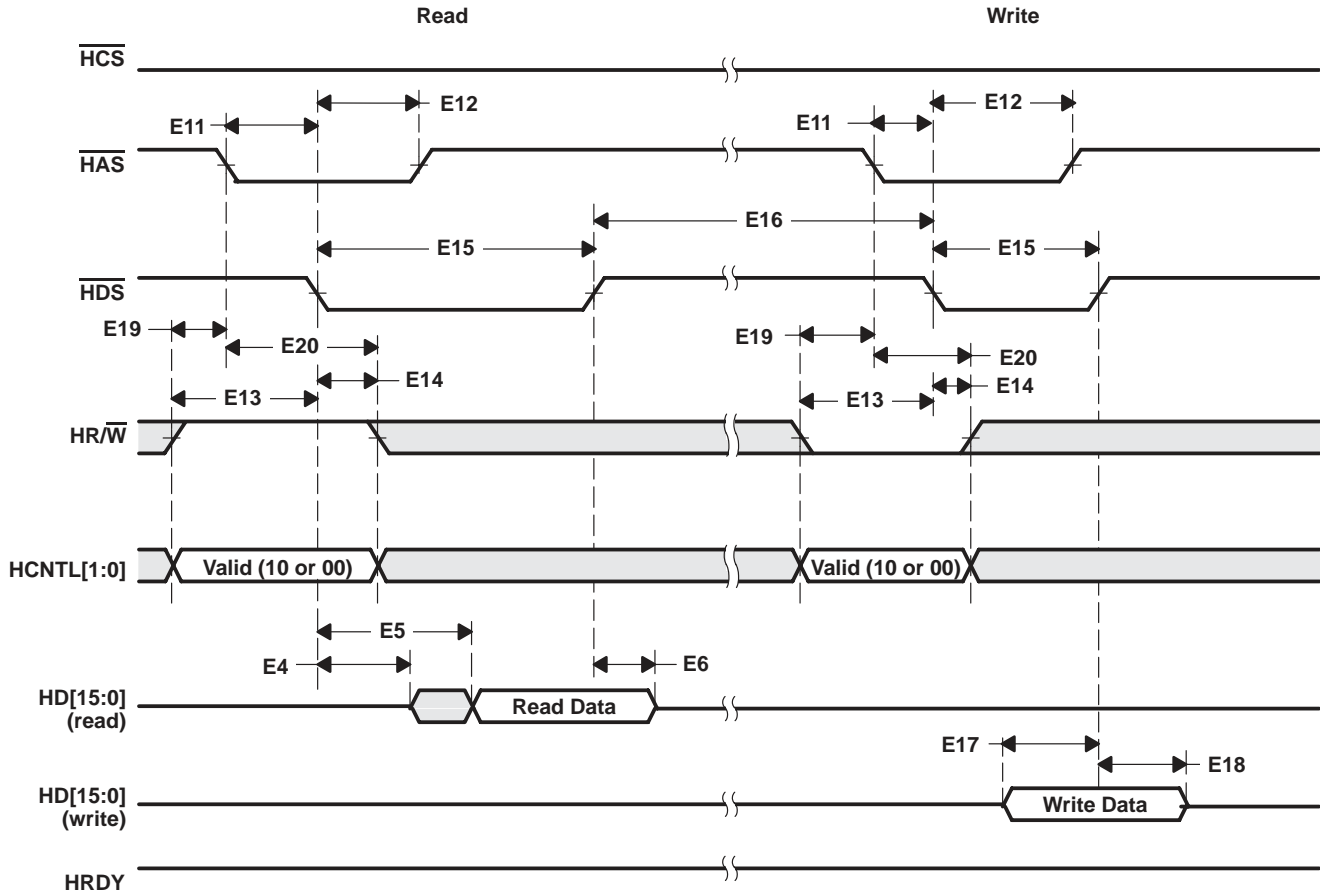 Read Write
HCS
E12 E12
E11 E11
HAS
E16
E15 E15
HDS
E19 E19
E20 E20
E14 E14
E13 E13
HR/W
HCNTL[1:0] Valid (10 or 00) Valid (10 or 00)
E5
E4 E6
HD[15:0]
(read)
Read Data
E17
E18
HD[15:0]
(write)
Write Data
HRDY